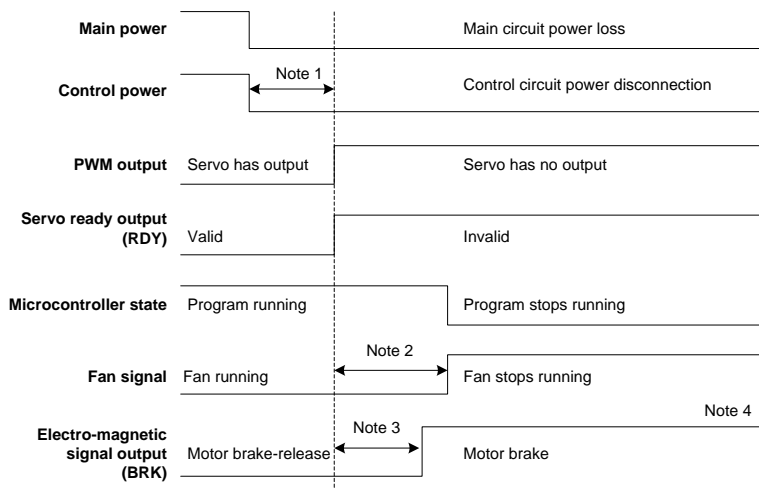 Main power
Main circuit power loss
Note 1
Control power
Control circuit power disconnection
PWM output
Servo has output
Servo has no output
Servo ready output
(RDY)
Valid
Invalid
Microcontroller state
Program running
Program stops running
Note 2
Fan signal
Fan running
Fan stops running
Note 4
Electro-magnetic
signal output
(BRK)
Note 3
Motor brake-release
Motor brake